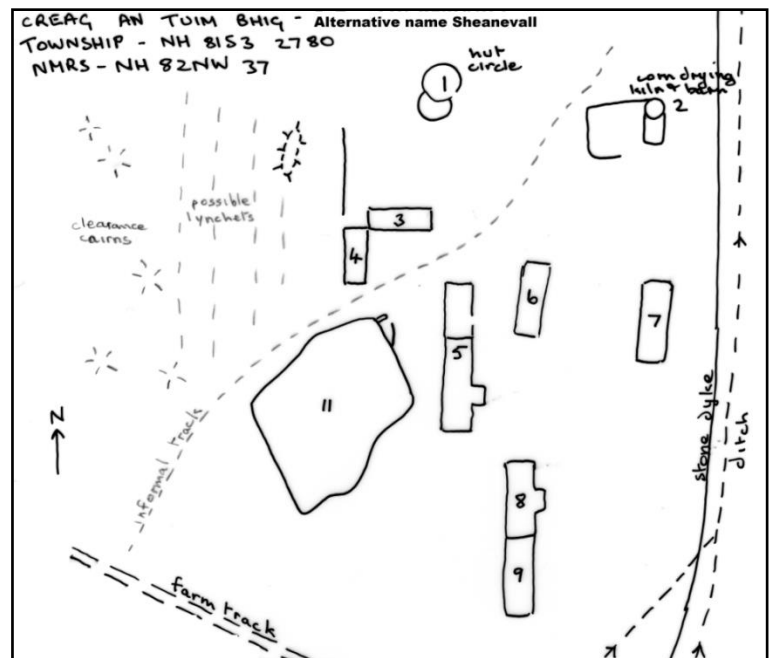 CREAG AN TUIM BHIG - Alternative name Sheanevall
TOWNSHIP - NH 8153 2780
NMRS - NH 82NW 37
hut
circle
1
corn drying
kiln & barn
2
possible
lynchets
clearance
cairns
3
4
5
6
7
11
N
informal track
stone dyke
ditch
8
9
farm track